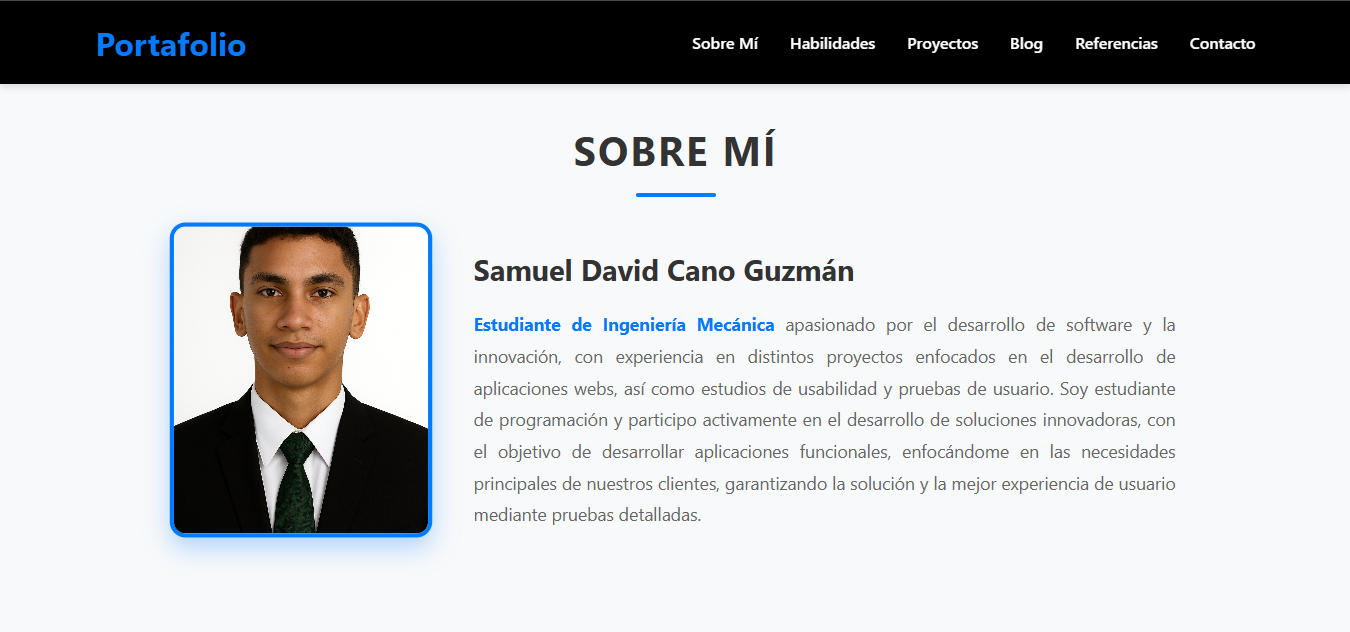 Portafolio
Sobre Mí Habilidades Proyectos Blog Referencias Contacto
SOBRE MÍ
Samuel David Cano Guzmán
Estudiante de Ingeniería Mecánica apasionado por el desarrollo de software y la
innovación, con experiencia en distintos proyectos enfocados en el desarrollo de
aplicaciones webs, así como estudios de usabilidad y pruebas de usuario. Soy estudiante
de programación y participo activamente en el desarrollo de soluciones innovadoras, con
el objetivo de desarrollar aplicaciones funcionales, enfocándome en las necesidades
principales de nuestros clientes, garantizando la solución y la mejor experiencia de usuario
mediante pruebas detalladas.